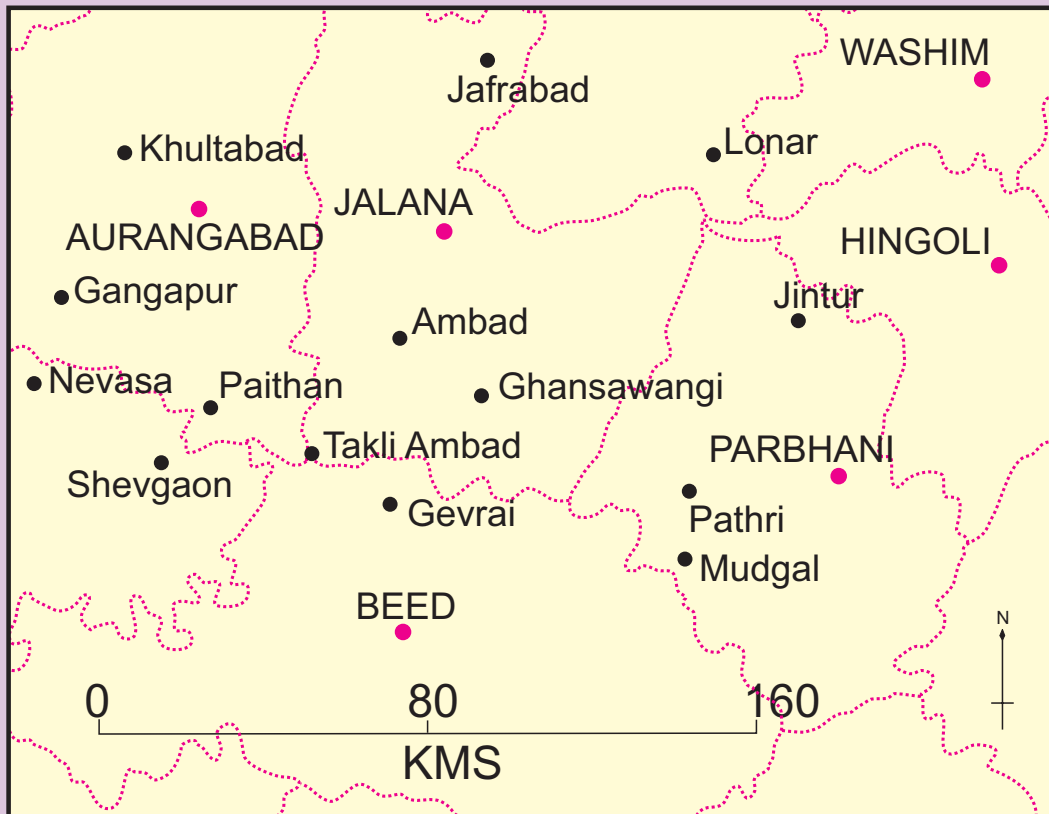 WASHIM
Jafrabad
Khultabad
Lonar
JALANA
AURANGABAD
HINGOLI
Gangapur
Jintur
Ambad
Nevasa
Paithan
Ghansawangi
Takli Ambad
PARBHANI
Shevgaon
Gevrai
Pathri
Mudgal
BEED
N
0 80 160
KMS